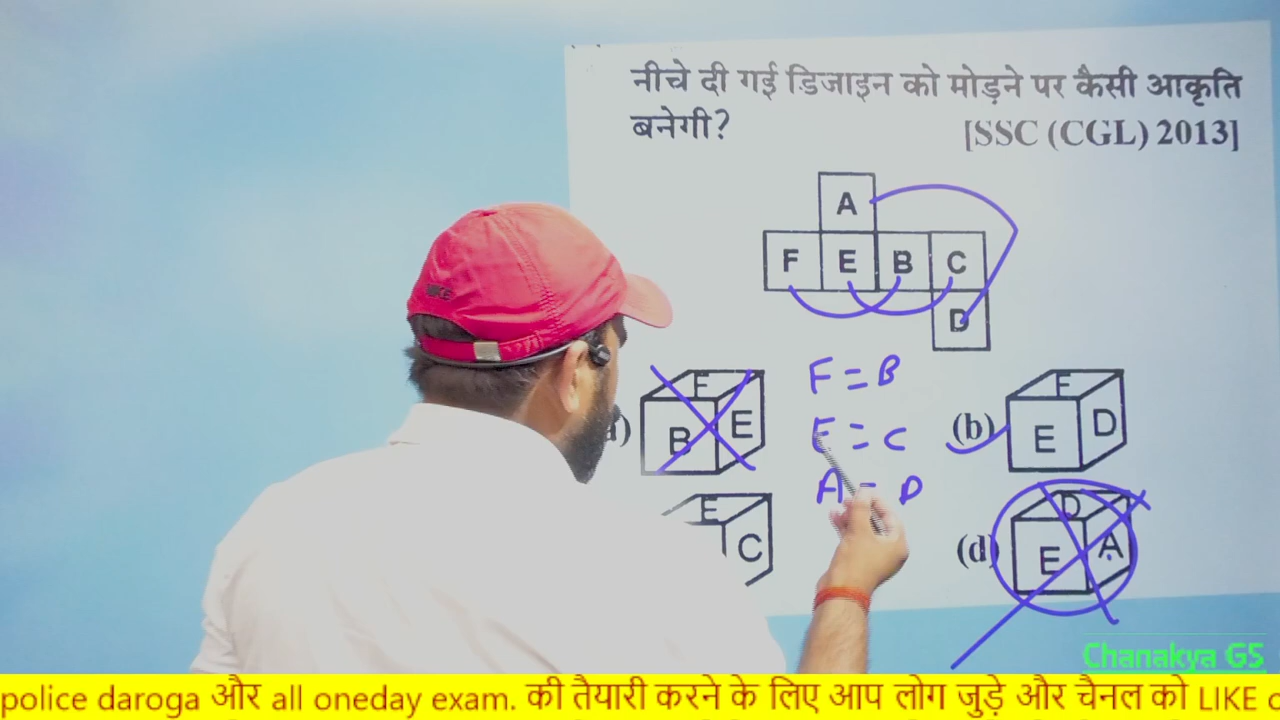 नीचे दी गई डिजाइन को मोड़ने पर कैसी आकृति
बनेगी?
[SSC (CGL) 2013]
A
F E B C
D
F = B
E = C
A = D
F
B E
(b)
F
E D
E
C
(d)
D
E A
NIKE
Chanakya GS
police daroga और all oneday exam. की तैयारी करने के लिए आप लोग जुड़े और चैनल को LIKE